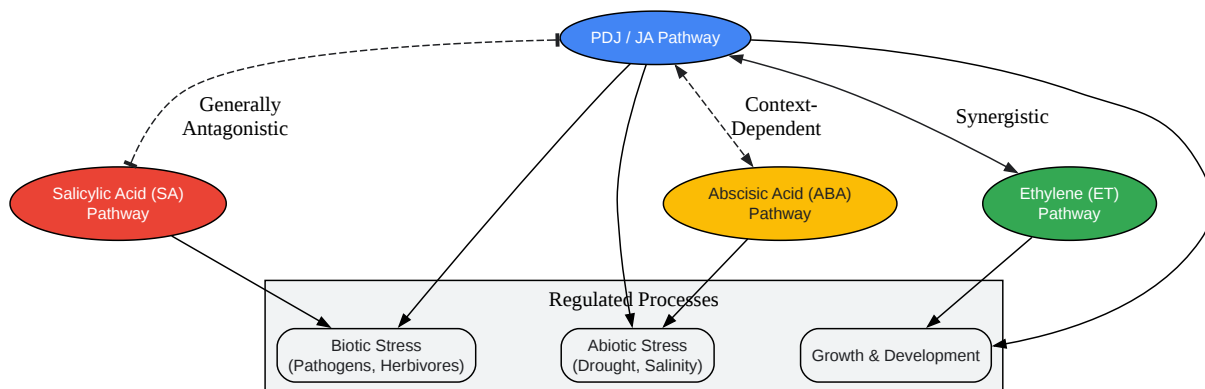 PDJ / JA Pathway
Generally
Antagonistic
Context-
Dependent
Synergistic
Salicylic Acid (SA)
Pathway
Abscisic Acid (ABA)
Pathway
Ethylene (ET)
Pathway
Regulated Processes
Biotic Stress
(Pathogens, Herbivores)
Abiotic Stress
(Drought, Salinity)
Growth & Development